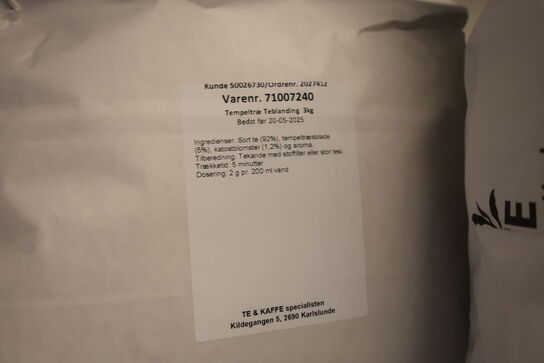 Kunde S0026730/Ordrenr. 2027412
Varenr. 71007240
Tempeltræ Teblanding 3kg
Bedst før 20-05-2025
Ingredienser: Sort te (92%), tempeltræsblade
(5%), katostblomster (1,2%) og aroma.
Tilberedning: Tekande med stoffilter eller stor tesi.
Trækketid: 5 minutter
Dosering: 2 g pr. 200 ml vand.
TE & KAFFE specialisten
Kildegangen 5, 2690 Karlslunde